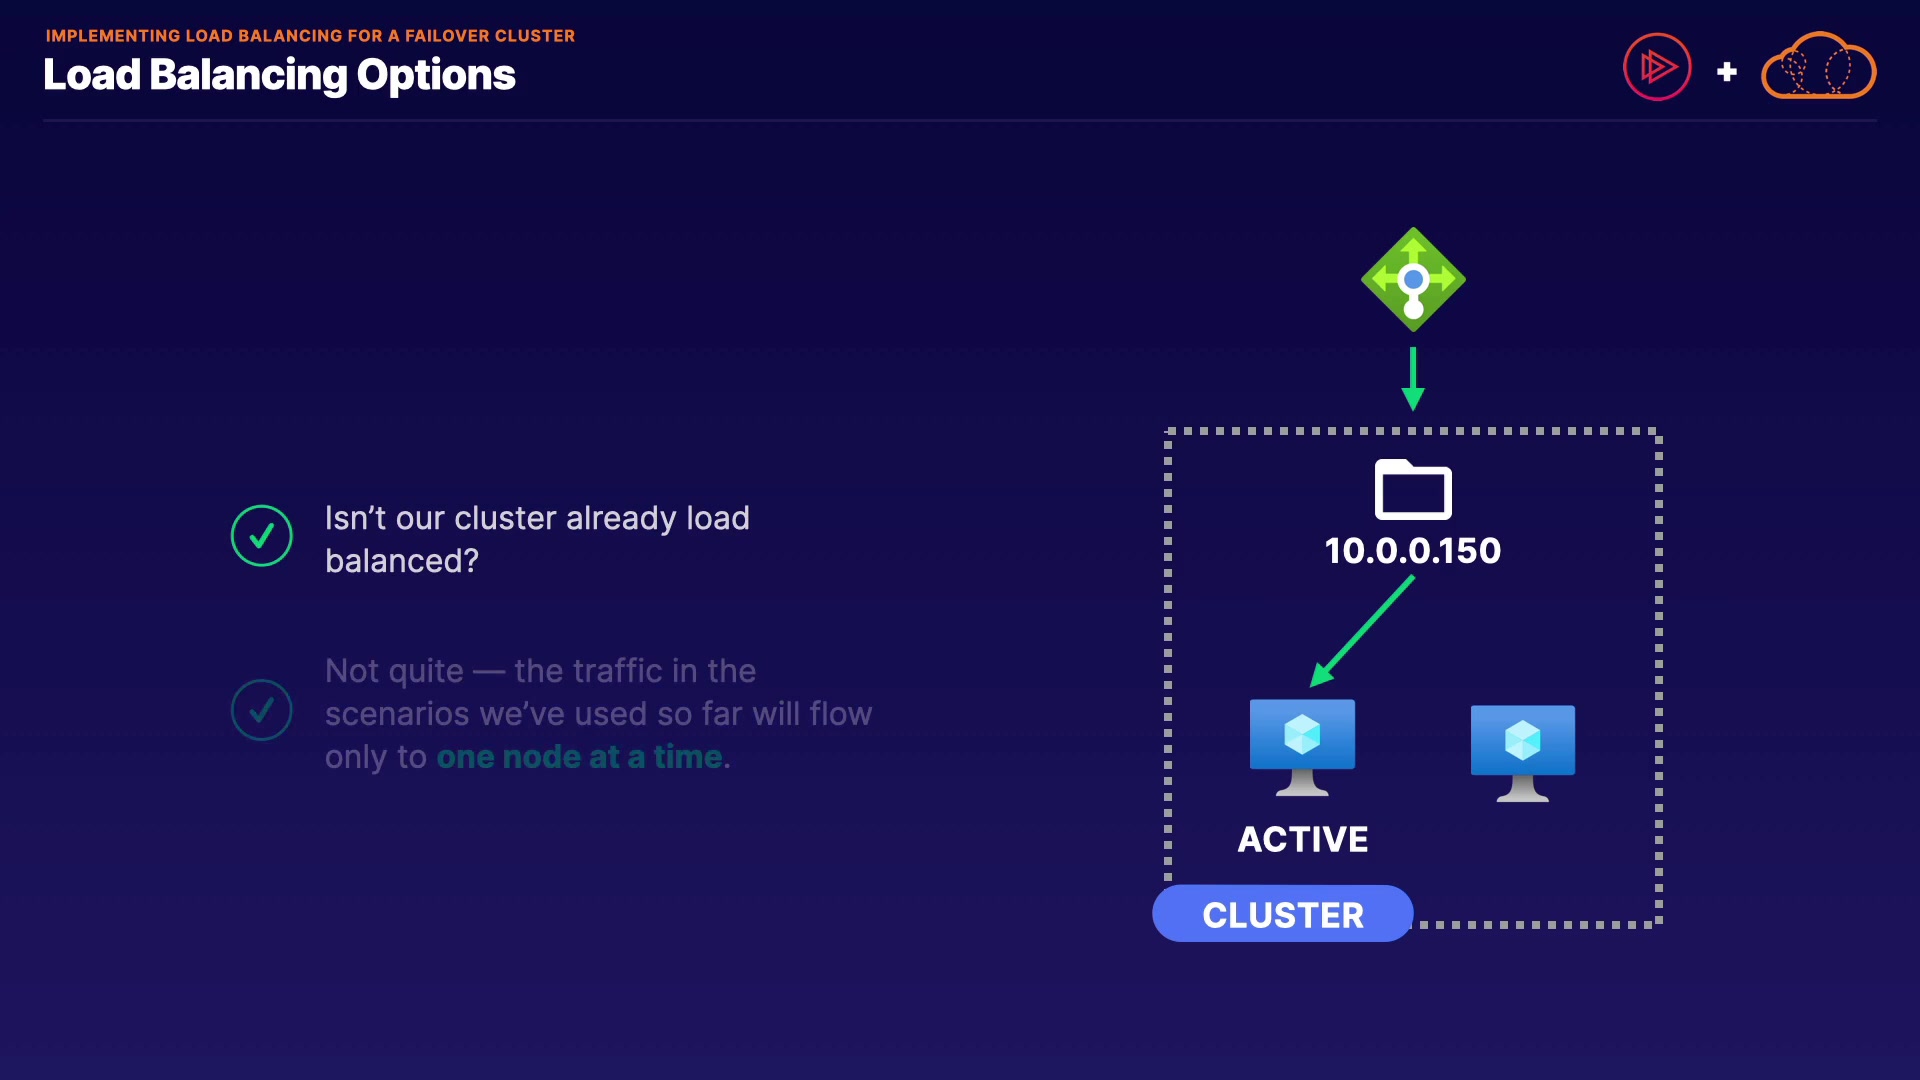 IMPLEMENTING LOAD BALANCING FOR A FAILOVER CLUSTER
Load Balancing Options
Isn’t our cluster already load
balanced?
Not quite — the traffic in the
scenarios we’ve used so far will flow
only to one node at a time.
10.0.0.150
ACTIVE
CLUSTER